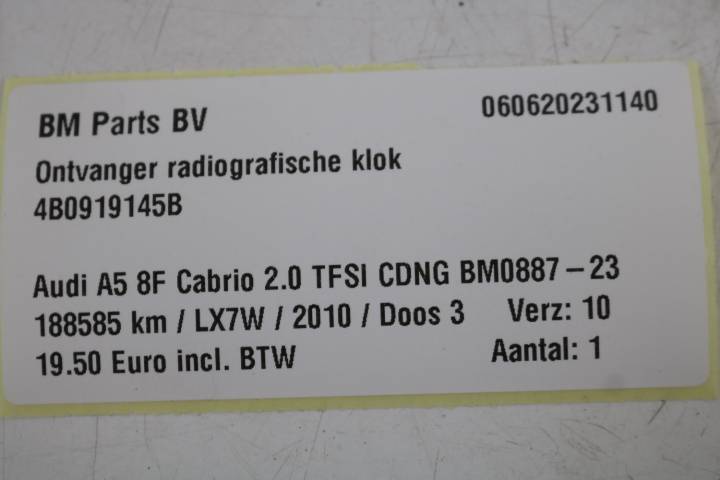 BM Parts BV 060620231140
Ontvanger radiografische klok
4B0919145B
Audi A5 8F Cabrio 2.0 TFSI CDNG BM0887-23
188585 km / LX7W / 2010 / Doos 3 Verz: 10
19.50 Euro incl. BTW Aantal: 1